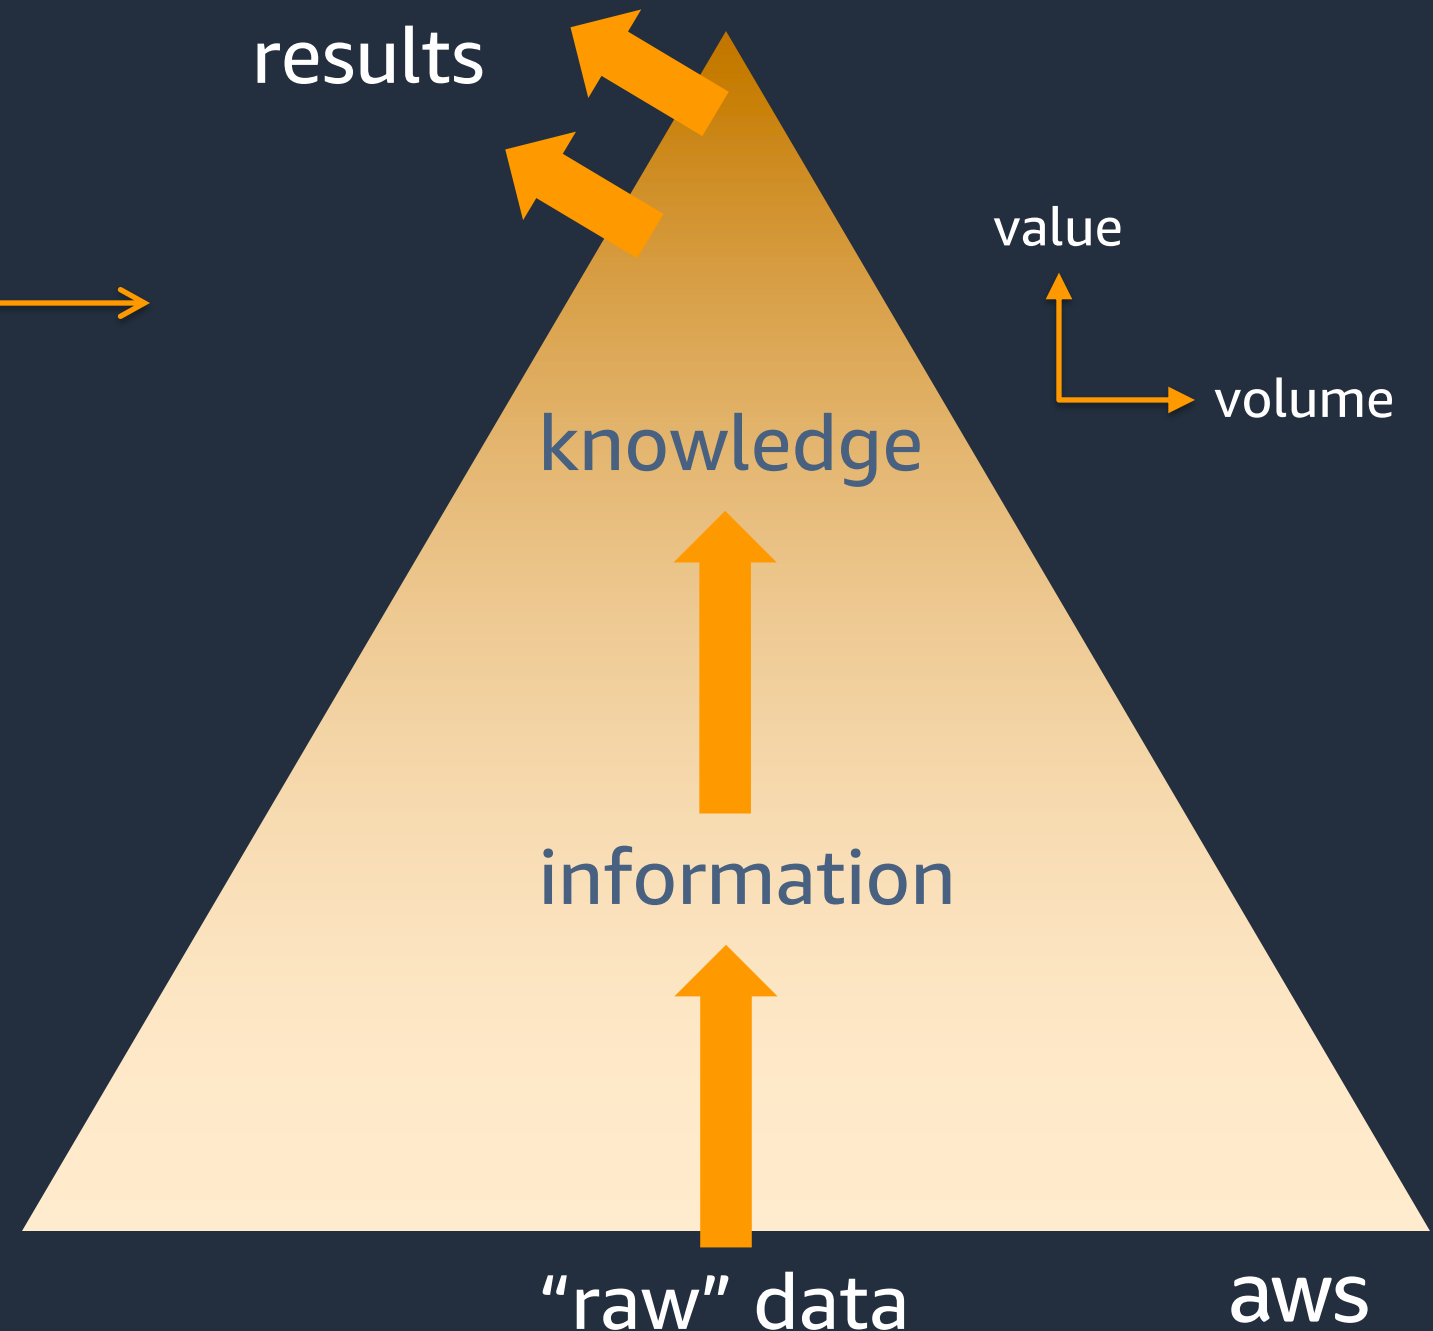 results
value
volume
knowledge
information
“raw” data
aws